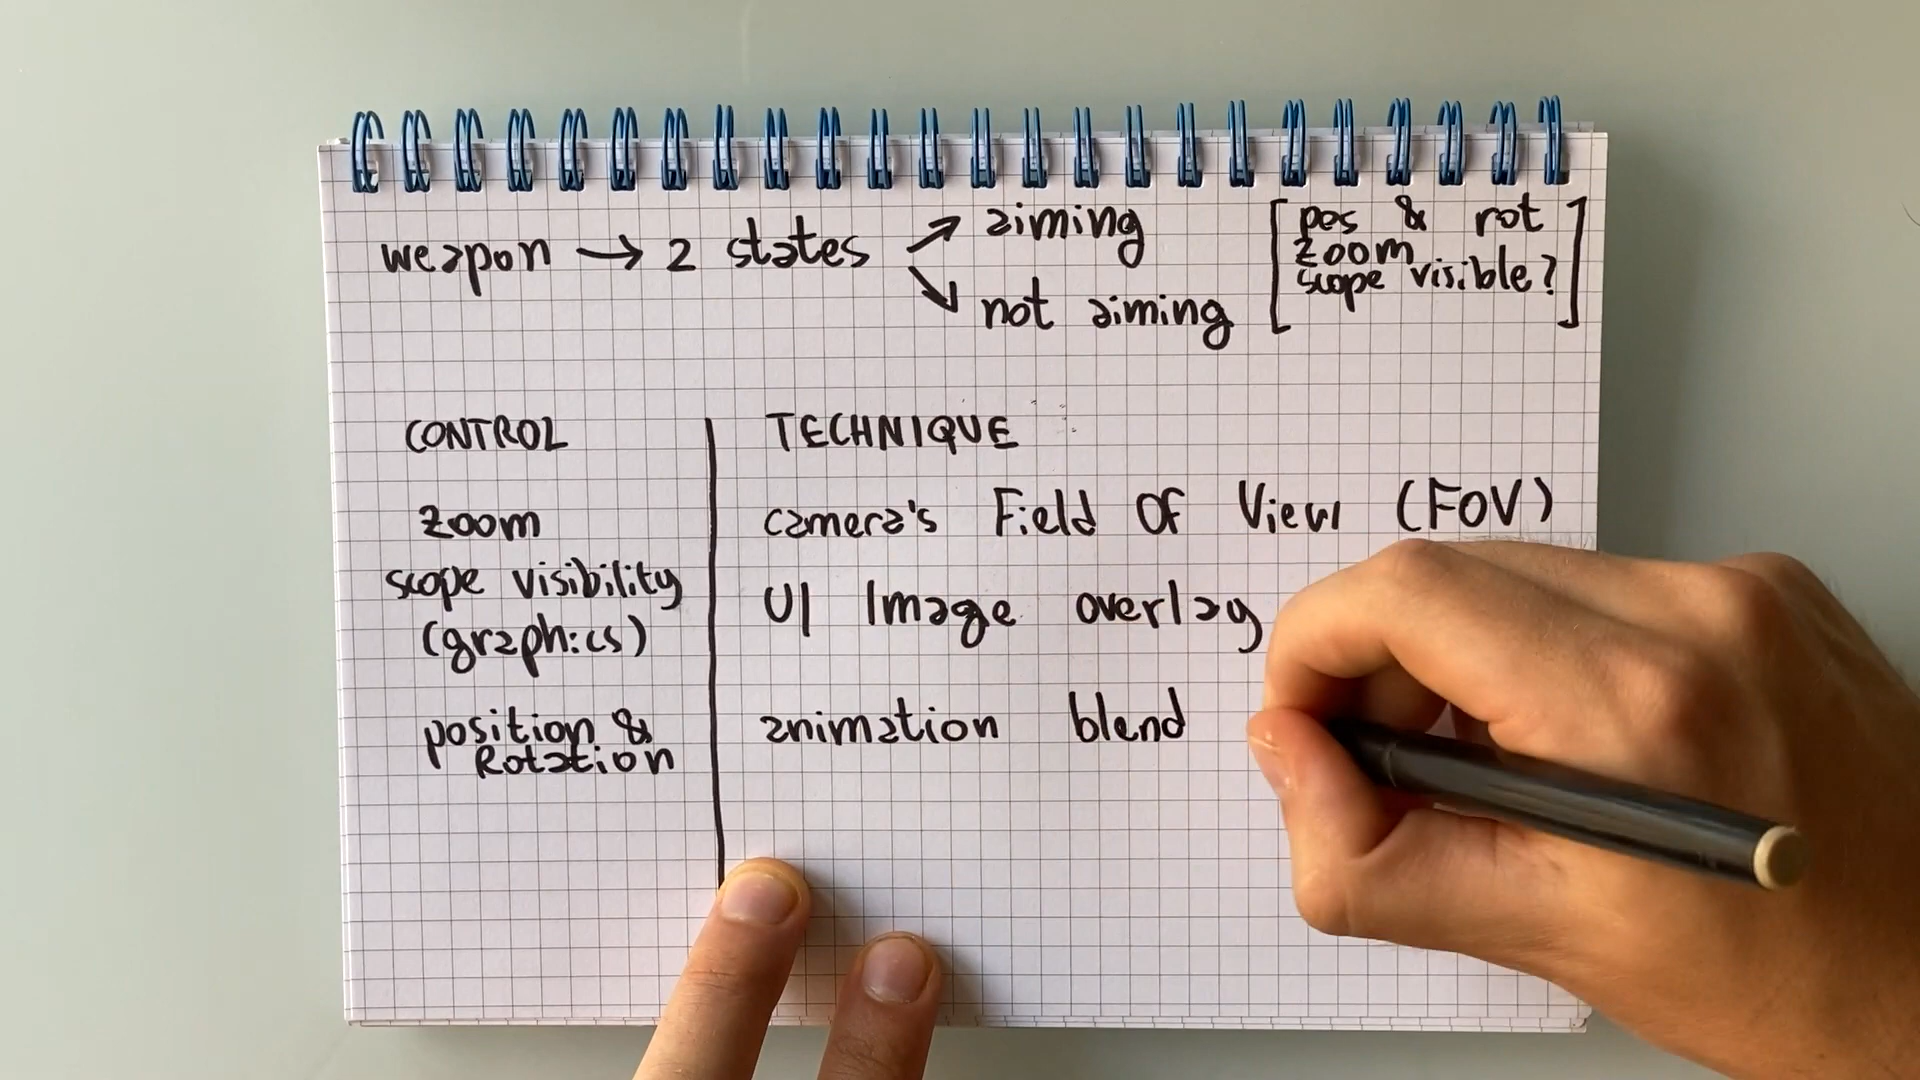 weapon → 2 states
aiming
not aiming
[pos & rot
zoom
scope visible?]
CONTROL
TECHNIQUE
zoom
camera's Field Of View (FOV)
scope visibility
(graphics)
UI Image overlay
position &
Rotation
animation blend